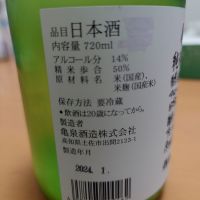 品目 日本酒
内容量 720ml
アルコール分 14%
精米歩合 50%
原材料名 米(国産)、
米麹(国産米)
保存方法 要冷蔵
•飲酒は20歳になってから。
製造者
亀泉酒造株式会社
高知県土佐市出間2123-1
製造年月
2024. 1.